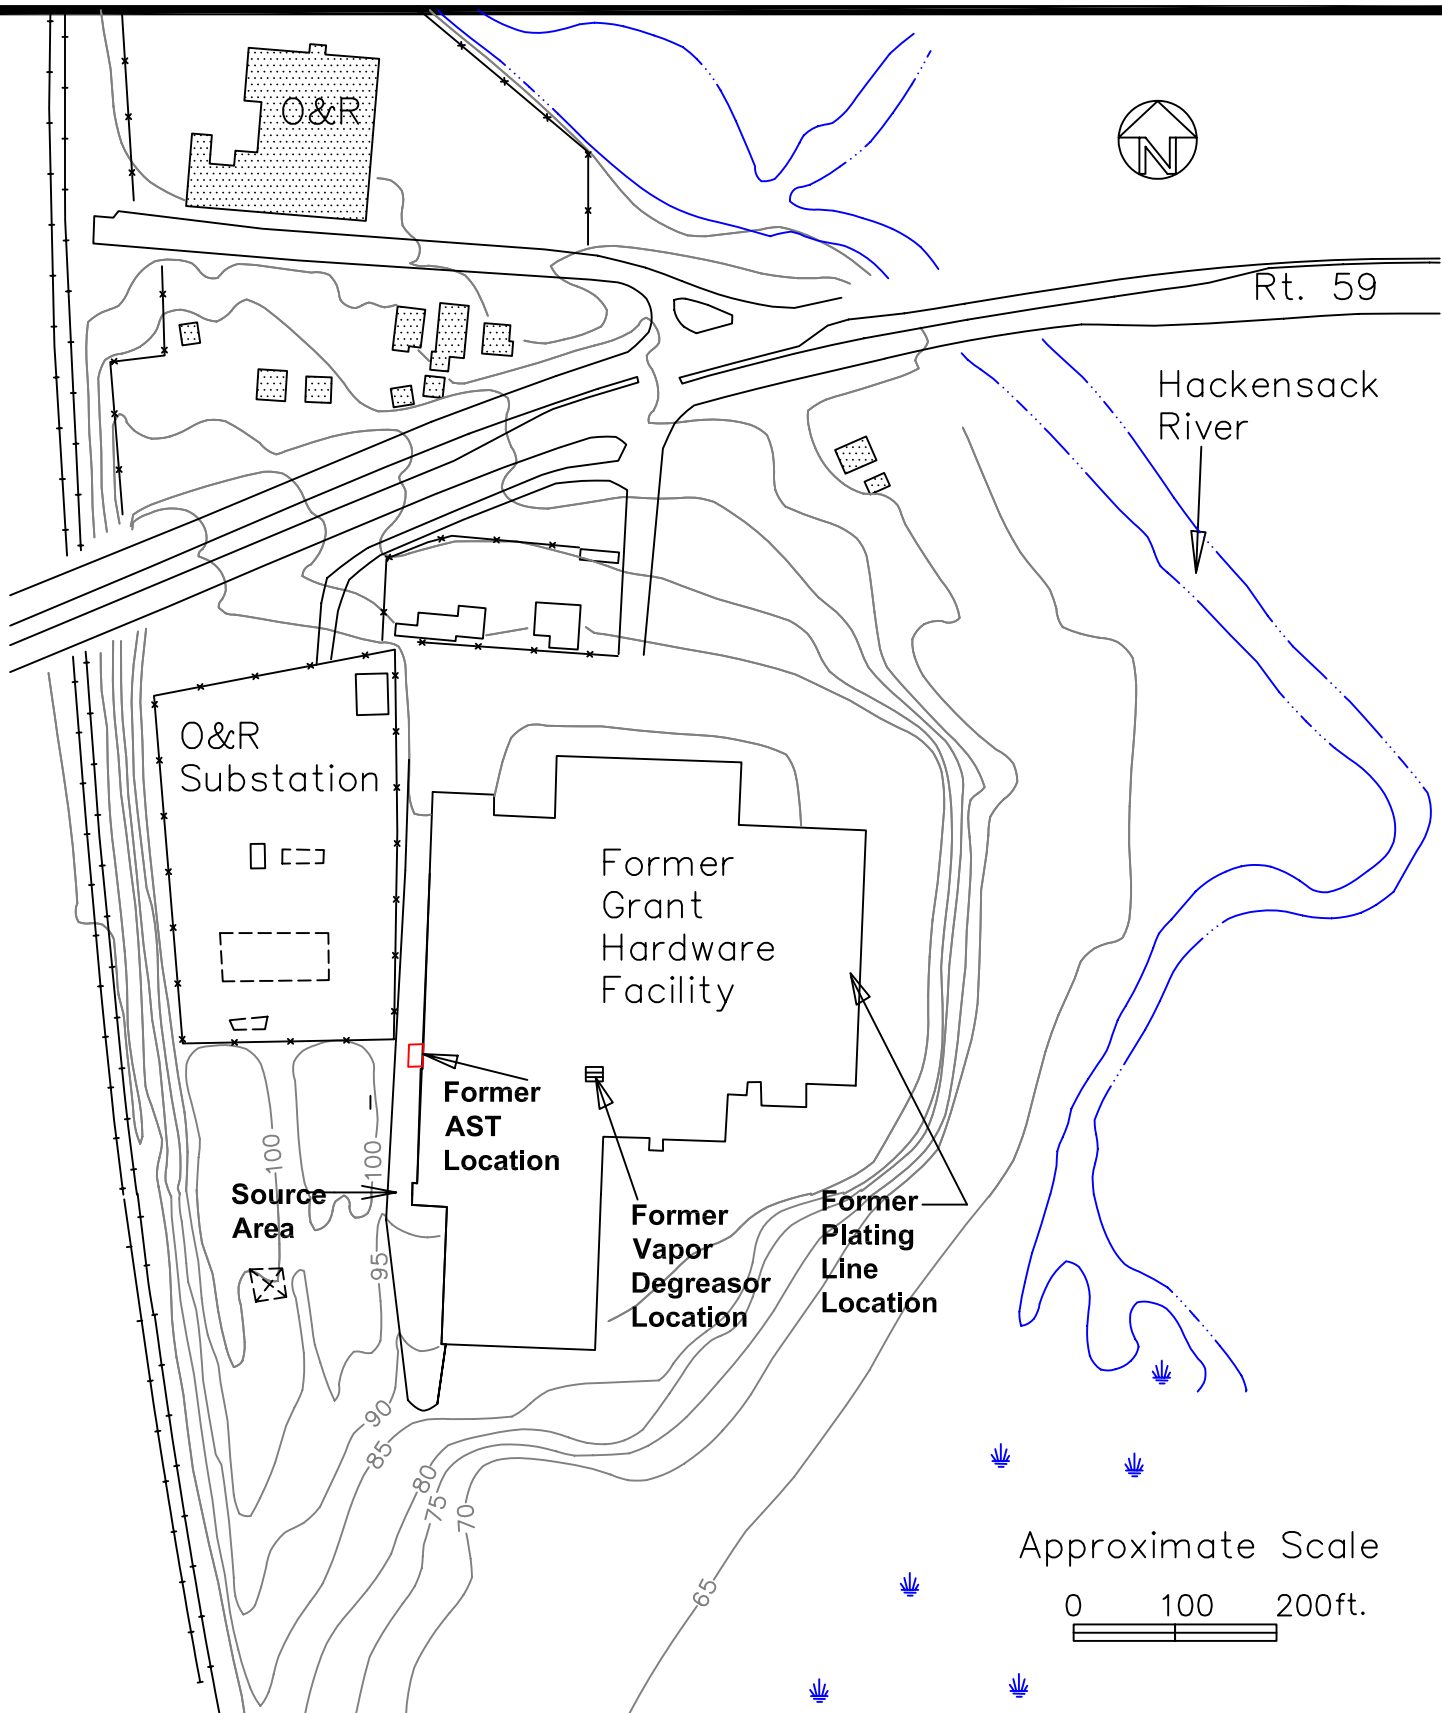 O&R
N
Rt. 59
Hackensack
River
O&R
Substation
Former
Grant
Hardware
Facility
Former
AST
Location
100
100
Source
Area
95
Former
Vapor
Degreasor
Location
Former
Plating
Line
Location
90
85
80
75
70
65
Approximate Scale
0 100 200ft.